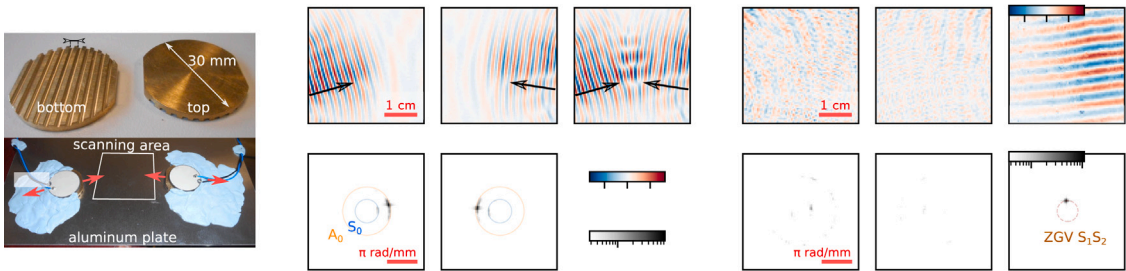 30 mm
bottom
top
scanning area
aluminum plate
1 cm
1 cm
A₀
S₀
π rad/mm
π rad/mm
ZGV S₁S₂